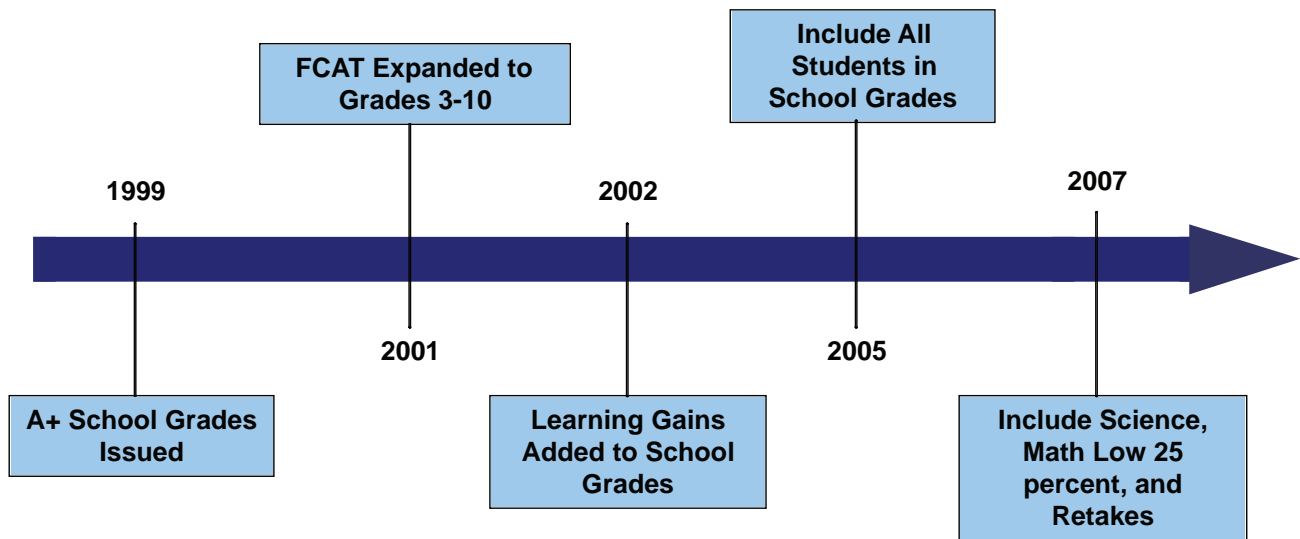 Include All
Students in
School Grades
FCAT Expanded to
Grades 3-10
1999
2002
2007
2001
2005
A+ School Grades
Issued
Learning Gains
Added to School
Grades
Include Science,
Math Low 25
percent, and
Retakes